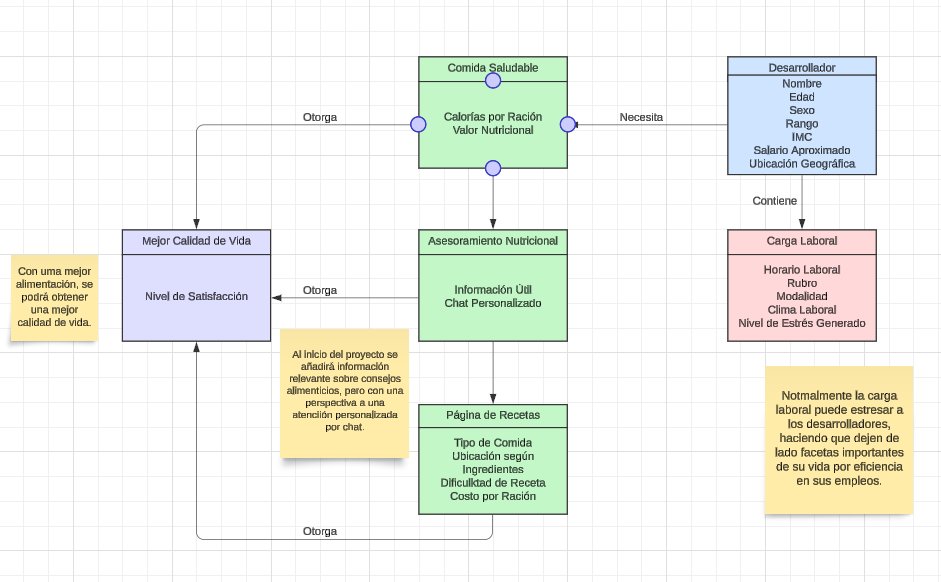 Comida Saludable
Calorías por Ración
Valor Nutricional
Desarrollador
Nombre
Edad
Sexo
Rango
IMC
Salario Aproximado
Ubicación Geográfica
Otorga
Necesita
Contiene
Mejor Calidad de Vida
Nivel de Satisfacción
Asesoramiento Nutricional
Información Útil
Chat Personalizado
Carga Laboral
Horario Laboral
Rubro
Modalidad
Clima Laboral
Nivel de Estrés Generado
Con uma mejor
alimentación, se
podrá obtener
una mejor
calidad de vida.
Otorga
Al inicio del proyecto se
añadirá información
relevante sobre consejos
alimenticios, pero con una
perspectiva a una
atención personalizada
por chat.
Notmalmente la carga
laboral puede estresar a
los desarrolladores,
haciendo que dejen de
lado facetas importantes
de su vida por eficiencia
en sus empleos.
Página de Recetas
Tipo de Comida
Ubicación según
Ingredientes
Dificulktad de Receta
Costo por Ración
Otorga